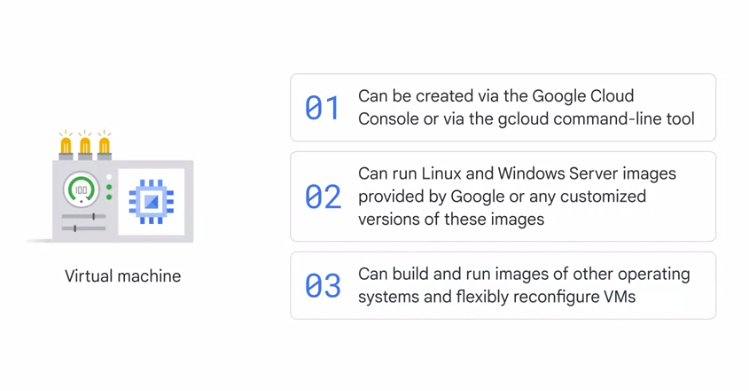 01
Can be created via the Google Cloud
Console or via the gcloud command-line tool
100
02
Can run Linux and Windows Server images
provided by Google or any customized
versions of these images
Virtual machine
03
Can build and run images of other operating
systems and flexibly reconfigure VMs